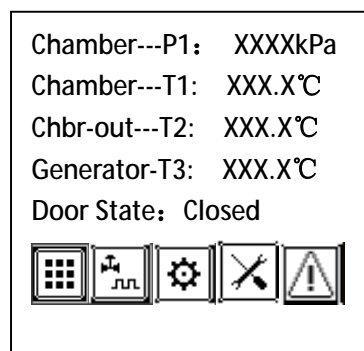 Chamber---P1： XXXXkPa
Chamber---T1: XXX.X℃
Chbr-out---T2: XXX.X℃
Generator-T3: XXX.X℃
Door State：Closed